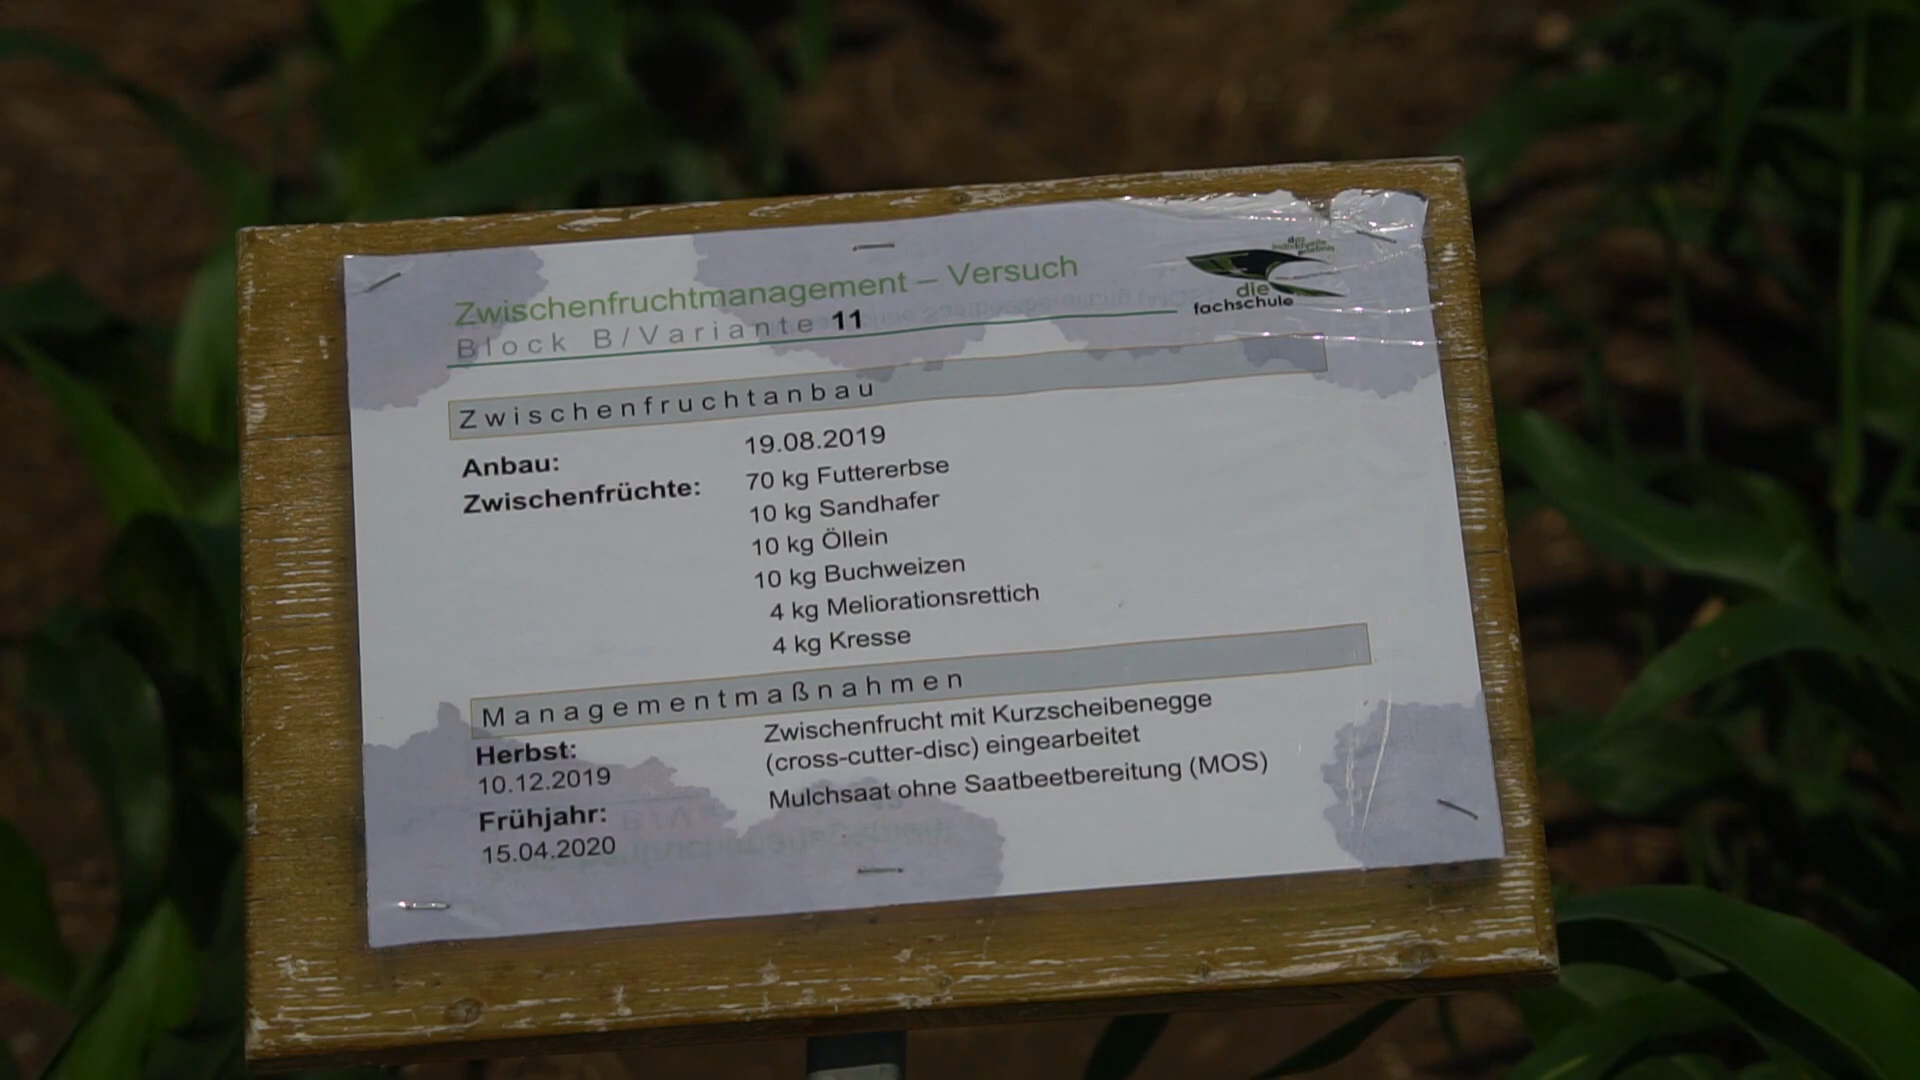 Zwischenfruchtmanagement – Versuch
Block B/Variante 11
die
fachschule
Zwischenfruchtanbau
Anbau: 19.08.2019
Zwischenfrüchte: 70 kg Futtererbse
10 kg Sandhafer
10 kg Öllein
10 kg Buchweizen
4 kg Meliorationsrettich
4 kg Kresse
Managementmaßnahmen
Herbst: Zwischenfrucht mit Kurzscheibenegge
10.12.2019 (cross-cutter-disc) eingearbeitet
Frühjahr: Mulchsaat ohne Saatbeetbereitung (MOS)
15.04.2020